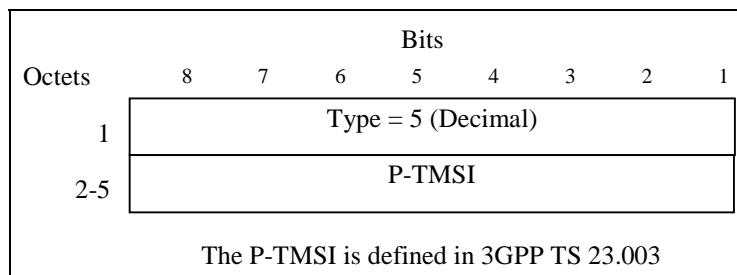 Bits
Octets 8 7 6 5 4 3 2 1
1 Type = 5 (Decimal)
2-5 P-TMSI
The P-TMSI is defined in 3GPP TS 23.003